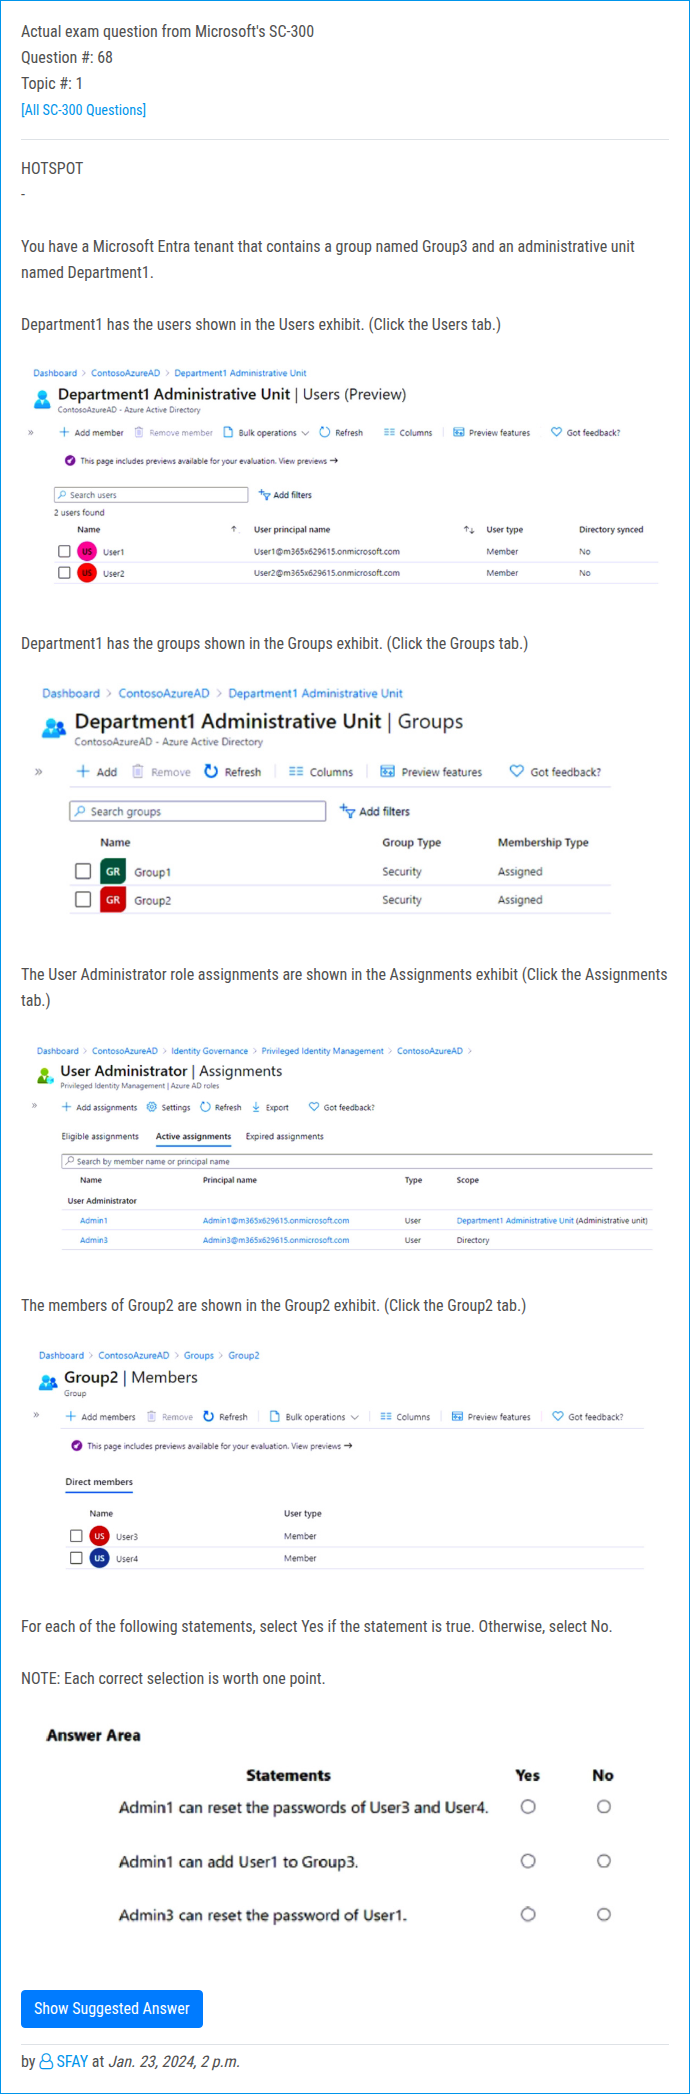 Actual exam question from Microsoft's SC-300
Question #: 68
Topic #: 1
[All SC-300 Questions]
HOTSPOT
-
You have a Microsoft Entra tenant that contains a group named Group3 and an administrative unit
named Department1.
Department1 has the users shown in the Users exhibit. (Click the Users tab.)
Dashboard > ContosoAzureAD > Department1 Administrative Unit
Department1 Administrative Unit | Users (Preview)
ContosoAzureAD - Azure Active Directory
» + Add member Remove member Bulk operations Refresh Columns Preview features Got feedback?
This page includes previews available for your evaluation. View previews →
Search users Add filters
2 users found
Name ↑ User principal name ↑↓ User type Directory synced
US User1 User1@m365x629615.onmicrosoft.com Member No
US User2 User2@m365x629615.onmicrosoft.com Member No
Department1 has the groups shown in the Groups exhibit. (Click the Groups tab.)
Dashboard > ContosoAzureAD > Department1 Administrative Unit
Department1 Administrative Unit | Groups
ContosoAzureAD - Azure Active Directory
» + Add Remove Refresh Columns Preview features Got feedback?
Search groups Add filters
Name Group Type Membership Type
GR Group1 Security Assigned
GR Group2 Security Assigned
The User Administrator role assignments are shown in the Assignments exhibit (Click the Assignments
tab.)
Dashboard > ContosoAzureAD > Identity Governance > Privileged Identity Management > ContosoAzureAD >
User Administrator | Assignments
Privileged Identity Management | Azure AD roles
» + Add assignments Settings Refresh Export Got feedback?
Eligible assignments Active assignments Expired assignments
Search by member name or principal name
Name Principal name Type Scope
User Administrator
Admin1 Admin1@m365x629615.onmicrosoft.com User Department1 Administrative Unit (Administrative unit)
Admin3 Admin3@m365x629615.onmicrosoft.com User Directory
The members of Group2 are shown in the Group2 exhibit. (Click the Group2 tab.)
Dashboard > ContosoAzureAD > Groups > Group2
Group2 | Members
Group
» + Add members Remove Refresh Bulk operations Columns Preview features Got feedback?
This page includes previews available for your evaluation. View previews →
Direct members
Name User type
US User3 Member
US User4 Member
For each of the following statements, select Yes if the statement is true. Otherwise, select No.
NOTE: Each correct selection is worth one point.
Answer Area
Statements Yes No
Admin1 can reset the passwords of User3 and User4.
Admin1 can add User1 to Group3.
Admin3 can reset the password of User1.
Show Suggested Answer
by SFAY at Jan. 23, 2024, 2 p.m.